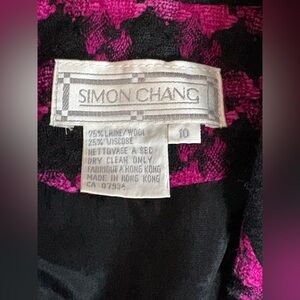 SIMON CHANG
10
75% LAINE/WOOL
25% VISCOSE
NETTOYAGE A SEC
DRY CLEAN ONLY
FABRIQUE A HONG KONG
MADE IN HONG KONG
CA 07934